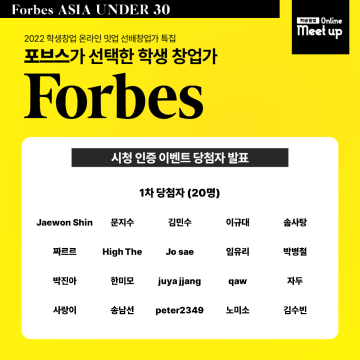 Forbes ASIA UNDER 30
학생창업 Online
Meet up
2022 학생창업 온라인 밋업 선배창업가 특집
포브스가 선택한 학생 창업가
Forbes
시청 인증 이벤트 당첨자 발표
1차 당첨자 (20명)
Jaewon Shin 문지수 김민수 이규대 솜사탕
짜르르 High The Jo sae 임유리 박병철
박진아 한미모 juya jjang qaw 자두
사랑이 송남선 peter2349 노미소 김수빈